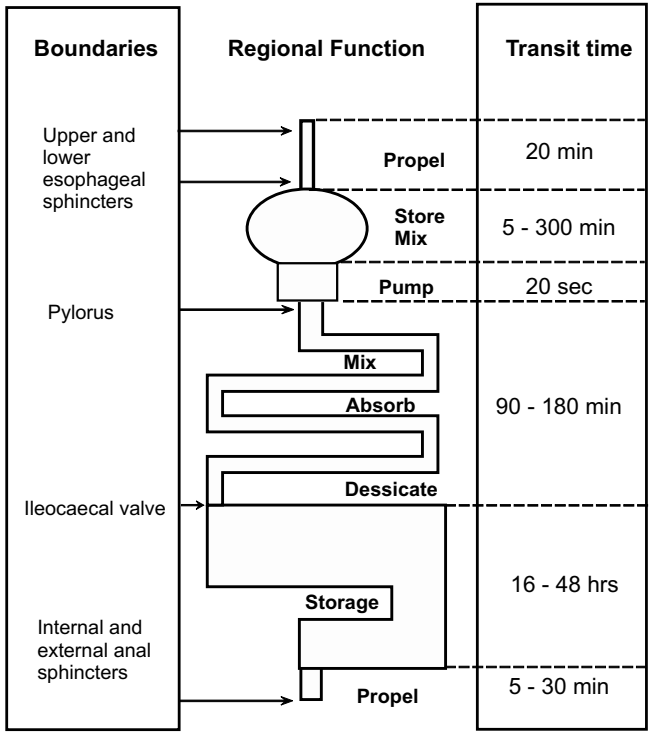 Boundaries
Regional Function
Transit time
Upper and
lower
esophageal
sphincters
Propel
20 min
Store
Mix
5 - 300 min
Pump
20 sec
Pylorus
Mix
Absorb
90 - 180 min
Dessicate
Ileocaecal valve
Storage
16 - 48 hrs
Internal and
external anal
sphincters
Propel
5 - 30 min